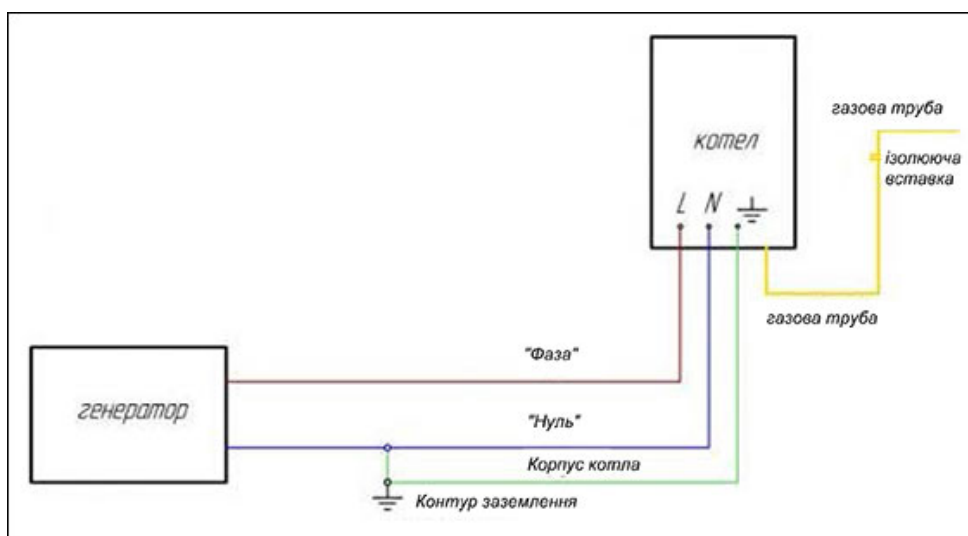 газова труба
котел
ізолююча
вставка
L N
газова труба
"Фаза"
генератор
"Нуль"
Корпус котла
Контур заземлення